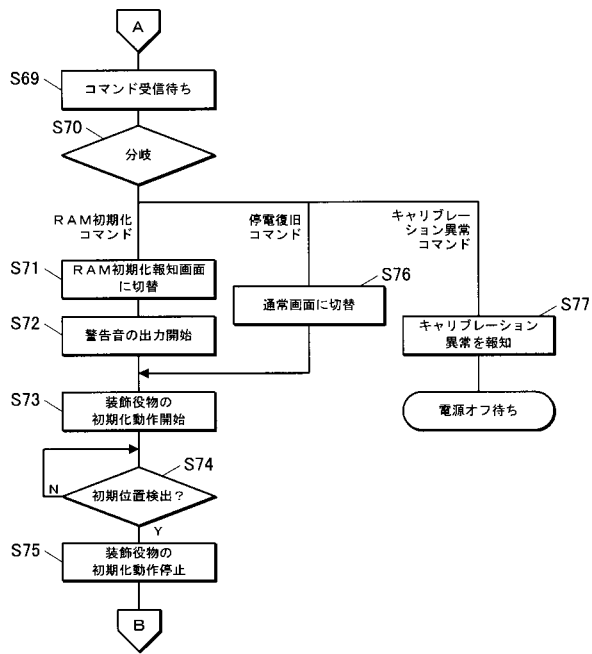 A
S69
コマンド受信待ち
S70
分岐
RAM初期化
コマンド
停電復旧
コマンド
キャリブレー
ション異常
コマンド
S71
RAM初期化報知画面
に切替
S76
通常画面に切替
S77
キャリブレーション
異常を報知
S72
警告音の出力開始
S73
装飾役物の
初期化動作開始
電源オフ待ち
S74
初期位置検出？
N
Y
S75
装飾役物の
初期化動作停止
B